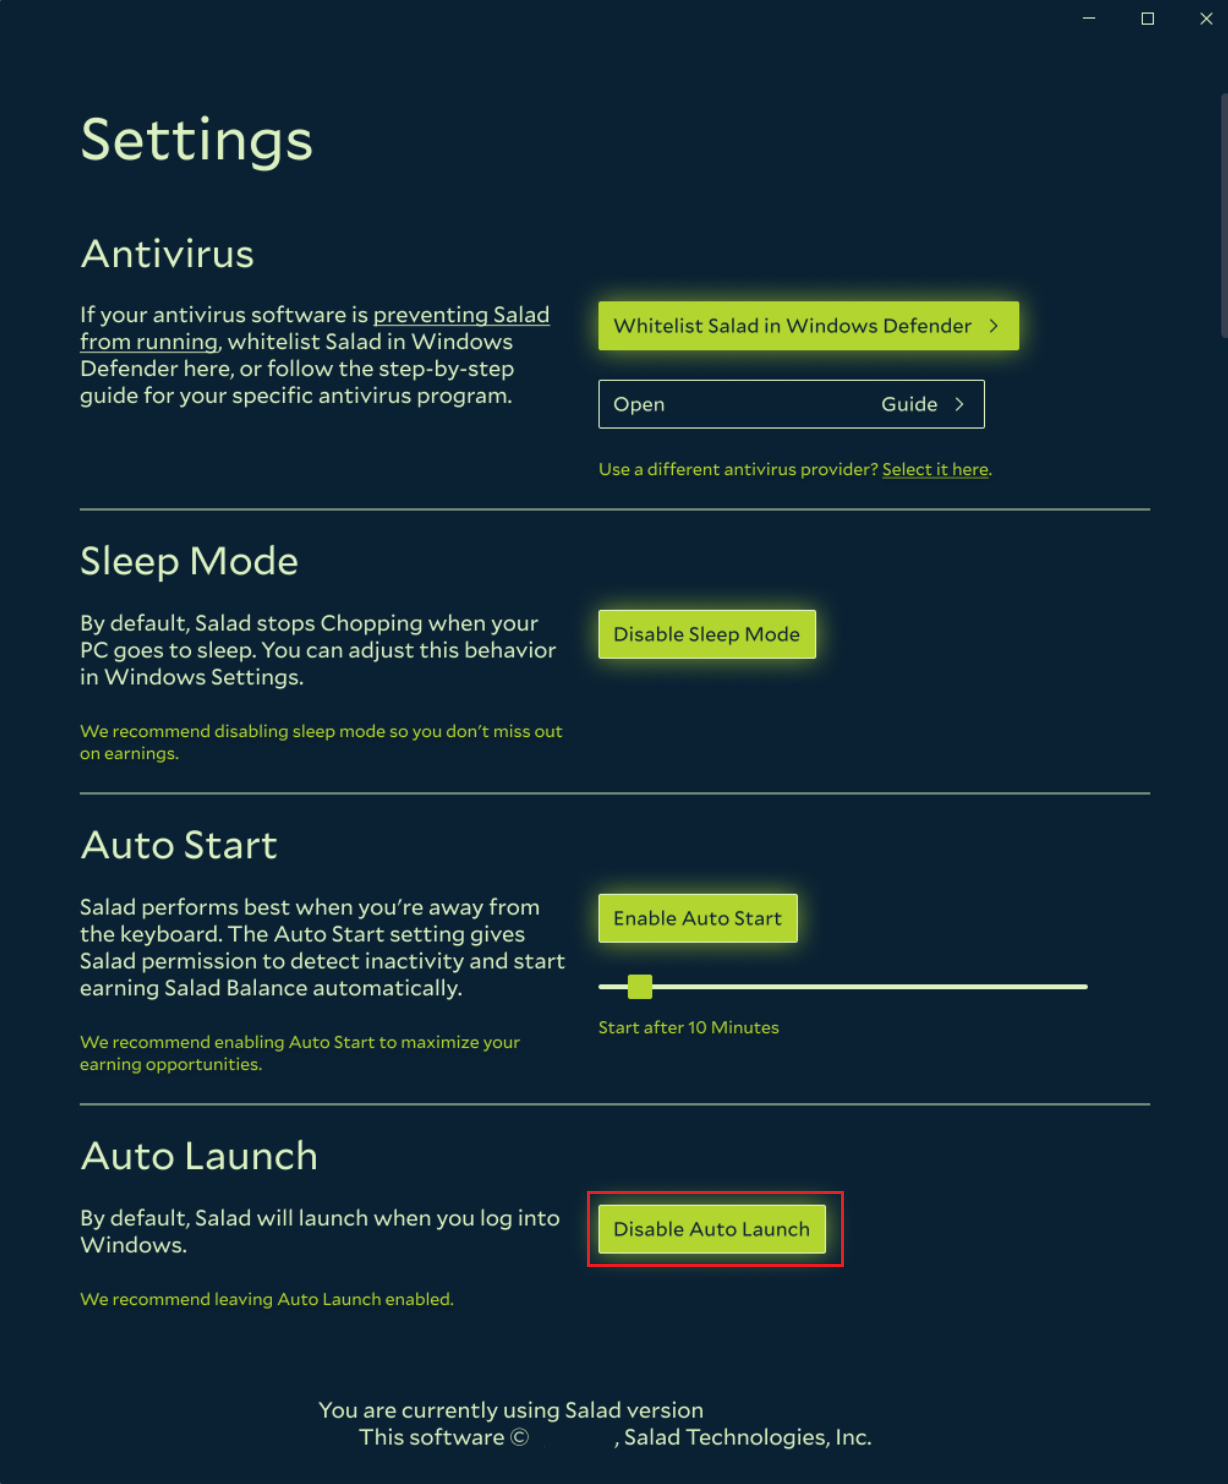 Settings
Antivirus
If your antivirus software is preventing Salad
from running, whitelist Salad in Windows
Defender here, or follow the step-by-step
guide for your specific antivirus program.
Whitelist Salad in Windows Defender
Open Guide
Use a different antivirus provider? Select it here.
Sleep Mode
By default, Salad stops Chopping when your
PC goes to sleep. You can adjust this behavior
in Windows Settings.
We recommend disabling sleep mode so you don't miss out
on earnings.
Disable Sleep Mode
Auto Start
Salad performs best when you're away from
the keyboard. The Auto Start setting gives
Salad permission to detect inactivity and start
earning Salad Balance automatically.
We recommend enabling Auto Start to maximize your
earning opportunities.
Enable Auto Start
Start after 10 Minutes
Auto Launch
By default, Salad will launch when you log into
Windows.
We recommend leaving Auto Launch enabled.
Disable Auto Launch
You are currently using Salad version
This software © , Salad Technologies, Inc.